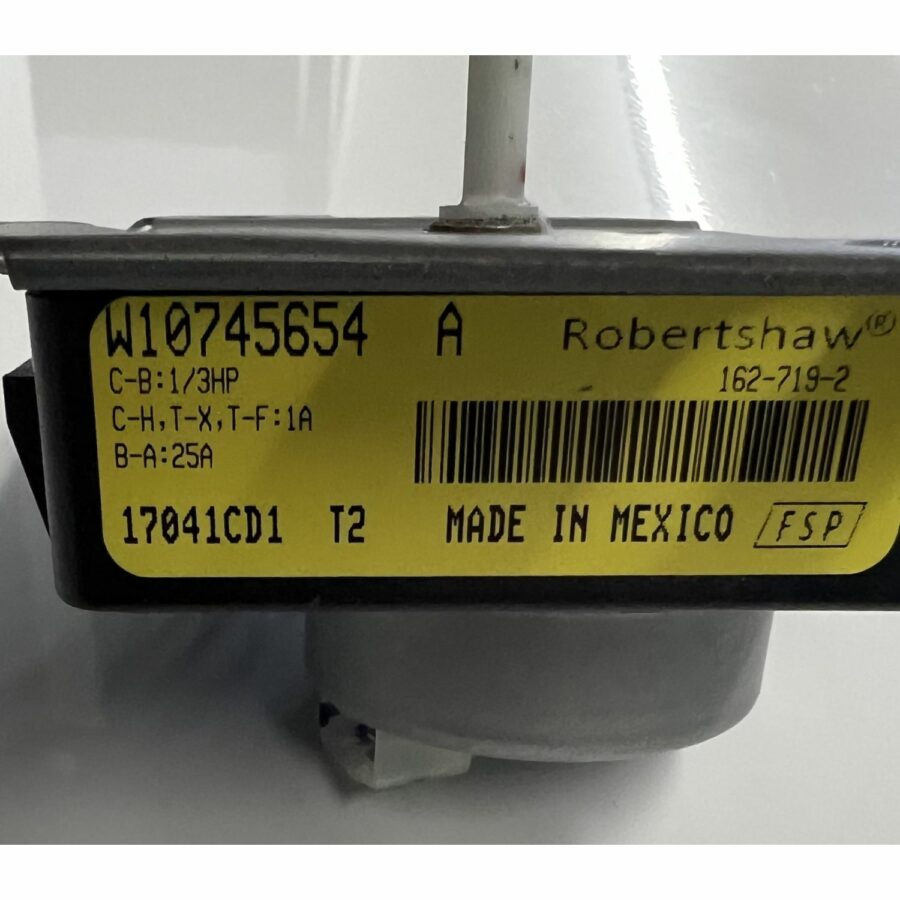 W10745654 A Robertshaw®
C-B:1/3HP 162-719-2
C-H,T-X,T-F:1A
B-A:25A
17041CD1 T2 MADE IN MEXICO FSP